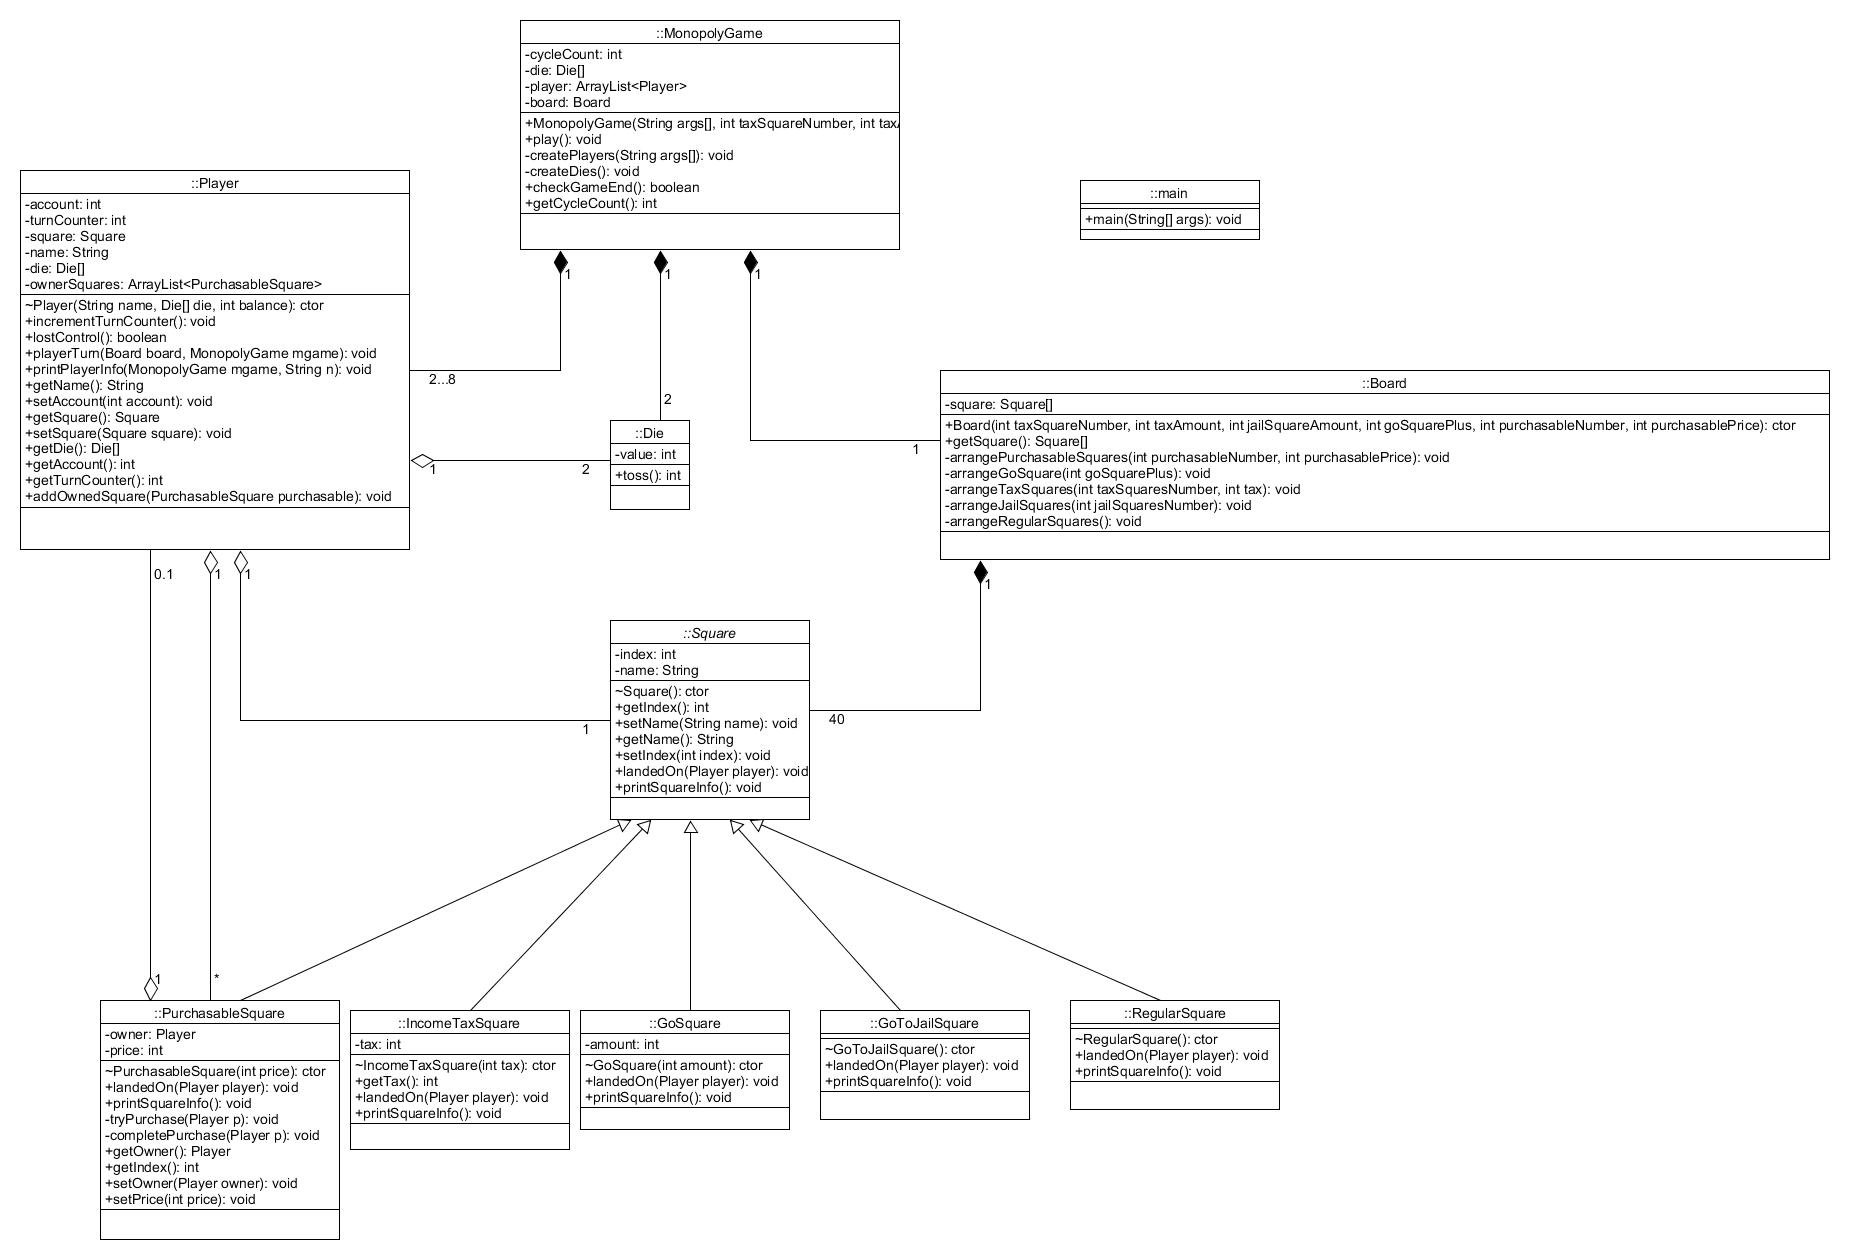 ::MonopolyGame
-cycleCount: int
-die: Die[]
-player: ArrayList<Player>
-board: Board
+MonopolyGame(String args[], int taxSquareNumber, int tax
+play(): void
-createPlayers(String args[]): void
-createDies(): void
+checkGameEnd(): boolean
+getCycleCount(): int
1
1
1
::Player
-account: int
-turnCounter: int
-square: Square
-name: String
-die: Die[]
-ownerSquares: ArrayList<PurchasableSquare>
~Player(String name, Die[] die, int balance): ctor
+incrementTurnCounter(): void
+lostControl(): boolean
+playerTurn(Board board, MonopolyGame mgame): void
+printPlayerInfo(MonopolyGame mgame, String n): void
+getName(): String
+setAccount(int account): void
+getSquare(): Square
+setSquare(Square square): void
+getDie(): Die[]
+getAccount(): int
+getTurnCounter(): int
+addOwnedSquare(PurchasableSquare purchasable): void
::main
+main(String[] args): void
2...8
2
1
2
1
::Die
-value: int
+toss(): int
::Board
-square: Square[]
+Board(int taxSquareNumber, int taxAmount, int jailSquareAmount, int goSquarePlus, int purchasableNumber, int purchasablePrice): ctor
+getSquare(): Square[]
-arrangePurchasableSquares(int purchasableNumber, int purchasablePrice): void
-arrangeGoSquare(int goSquarePlus): void
-arrangeTaxSquares(int taxSquaresNumber, int tax): void
-arrangeJailSquares(int jailSquaresNumber): void
-arrangeRegularSquares(): void
0.1
1
1
1
::Square
-index: int
-name: String
~Square(): ctor
+getIndex(): int
+setName(String name): void
+getName(): String
+setIndex(int index): void
+landedOn(Player player): void
+printSquareInfo(): void
1
40
1
*
::PurchasableSquare
-owner: Player
-price: int
~PurchasableSquare(int price): ctor
+landedOn(Player player): void
+printSquareInfo(): void
-tryPurchase(Player p): void
-completePurchase(Player p): void
+getOwner(): Player
+getIndex(): int
+setOwner(Player owner): void
+setPrice(int price): void
::IncomeTaxSquare
-tax: int
~IncomeTaxSquare(int tax): ctor
+getTax(): int
+landedOn(Player player): void
+printSquareInfo(): void
::GoSquare
-amount: int
~GoSquare(int amount): ctor
+landedOn(Player player): void
+printSquareInfo(): void
::GoToJailSquare
~GoToJailSquare(): ctor
+landedOn(Player player): void
+printSquareInfo(): void
::RegularSquare
~RegularSquare(): ctor
+landedOn(Player player): void
+printSquareInfo(): void